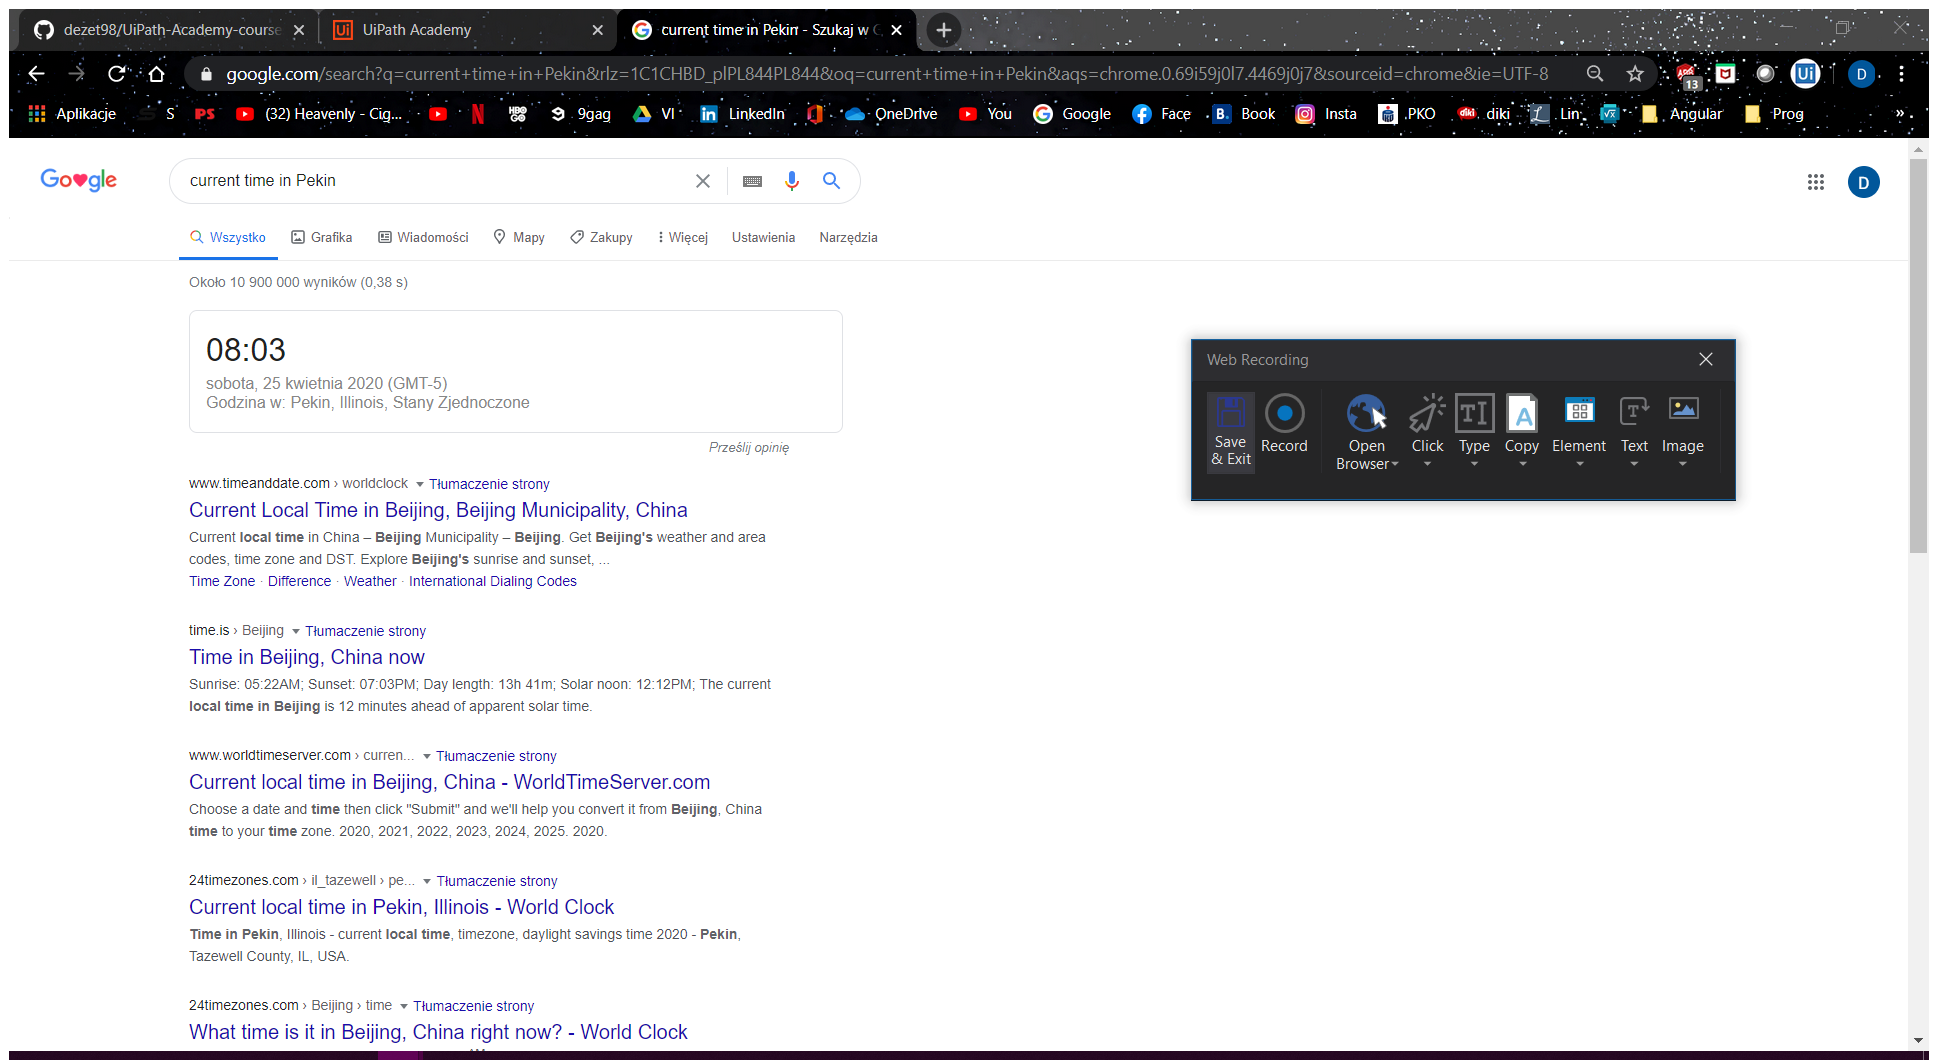 dezet98/UiPath-Academy-course
UiPath Academy
current time in Pekin - Szukaj w G
google.com/search?q=current+time+in+Pekin&rlz=1C1CHBD_plPL844PL844&oq=current+time+in+Pekin&aqs=chrome.0.69i59j0l7.4469j0j7&sourceid=chrome&ie=UTF-8
13
Ui
D
Aplikacje
S
PS
(32) Heavenly - Cig...
N
HBO GO
9gag
VI
LinkedIn
OneDrive
You
Google
Face
Book
Insta
PKO
diki
Lin
Angular
Prog
»
Google
current time in Pekin
D
Wszystko
Grafika
Wiadomości
Mapy
Zakupy
Więcej
Ustawienia
Narzędzia
Około 10 900 000 wyników (0,38 s)
08:03
sobota, 25 kwietnia 2020 (GMT-5)
Godzina w: Pekin, Illinois, Stany Zjednoczone
Prześlij opinię
Web Recording
Save & Exit
Record
Open Browser
Click
Type
Copy
Element
Text
Image
www.timeanddate.com › worldclock
Tłumaczenie strony
Current Local Time in Beijing, Beijing Municipality, China
Current local time in China – Beijing Municipality – Beijing. Get Beijing's weather and area
codes, time zone and DST. Explore Beijing's sunrise and sunset, ...
Time Zone · Difference · Weather · International Dialing Codes
time.is › Beijing
Tłumaczenie strony
Time in Beijing, China now
Sunrise: 05:22AM; Sunset: 07:03PM; Day length: 13h 41m; Solar noon: 12:12PM; The current
local time in Beijing is 12 minutes ahead of apparent solar time.
www.worldtimeserver.com › curren...
Tłumaczenie strony
Current local time in Beijing, China - WorldTimeServer.com
Choose a date and time then click "Submit" and we'll help you convert it from Beijing, China
time to your time zone. 2020, 2021, 2022, 2023, 2024, 2025. 2020.
24timezones.com › il_tazewell › pe...
Tłumaczenie strony
Current local time in Pekin, Illinois - World Clock
Time in Pekin, Illinois - current local time, timezone, daylight savings time 2020 - Pekin,
Tazewell County, IL, USA.
24timezones.com › Beijing › time
Tłumaczenie strony
What time is it in Beijing, China right now? - World Clock